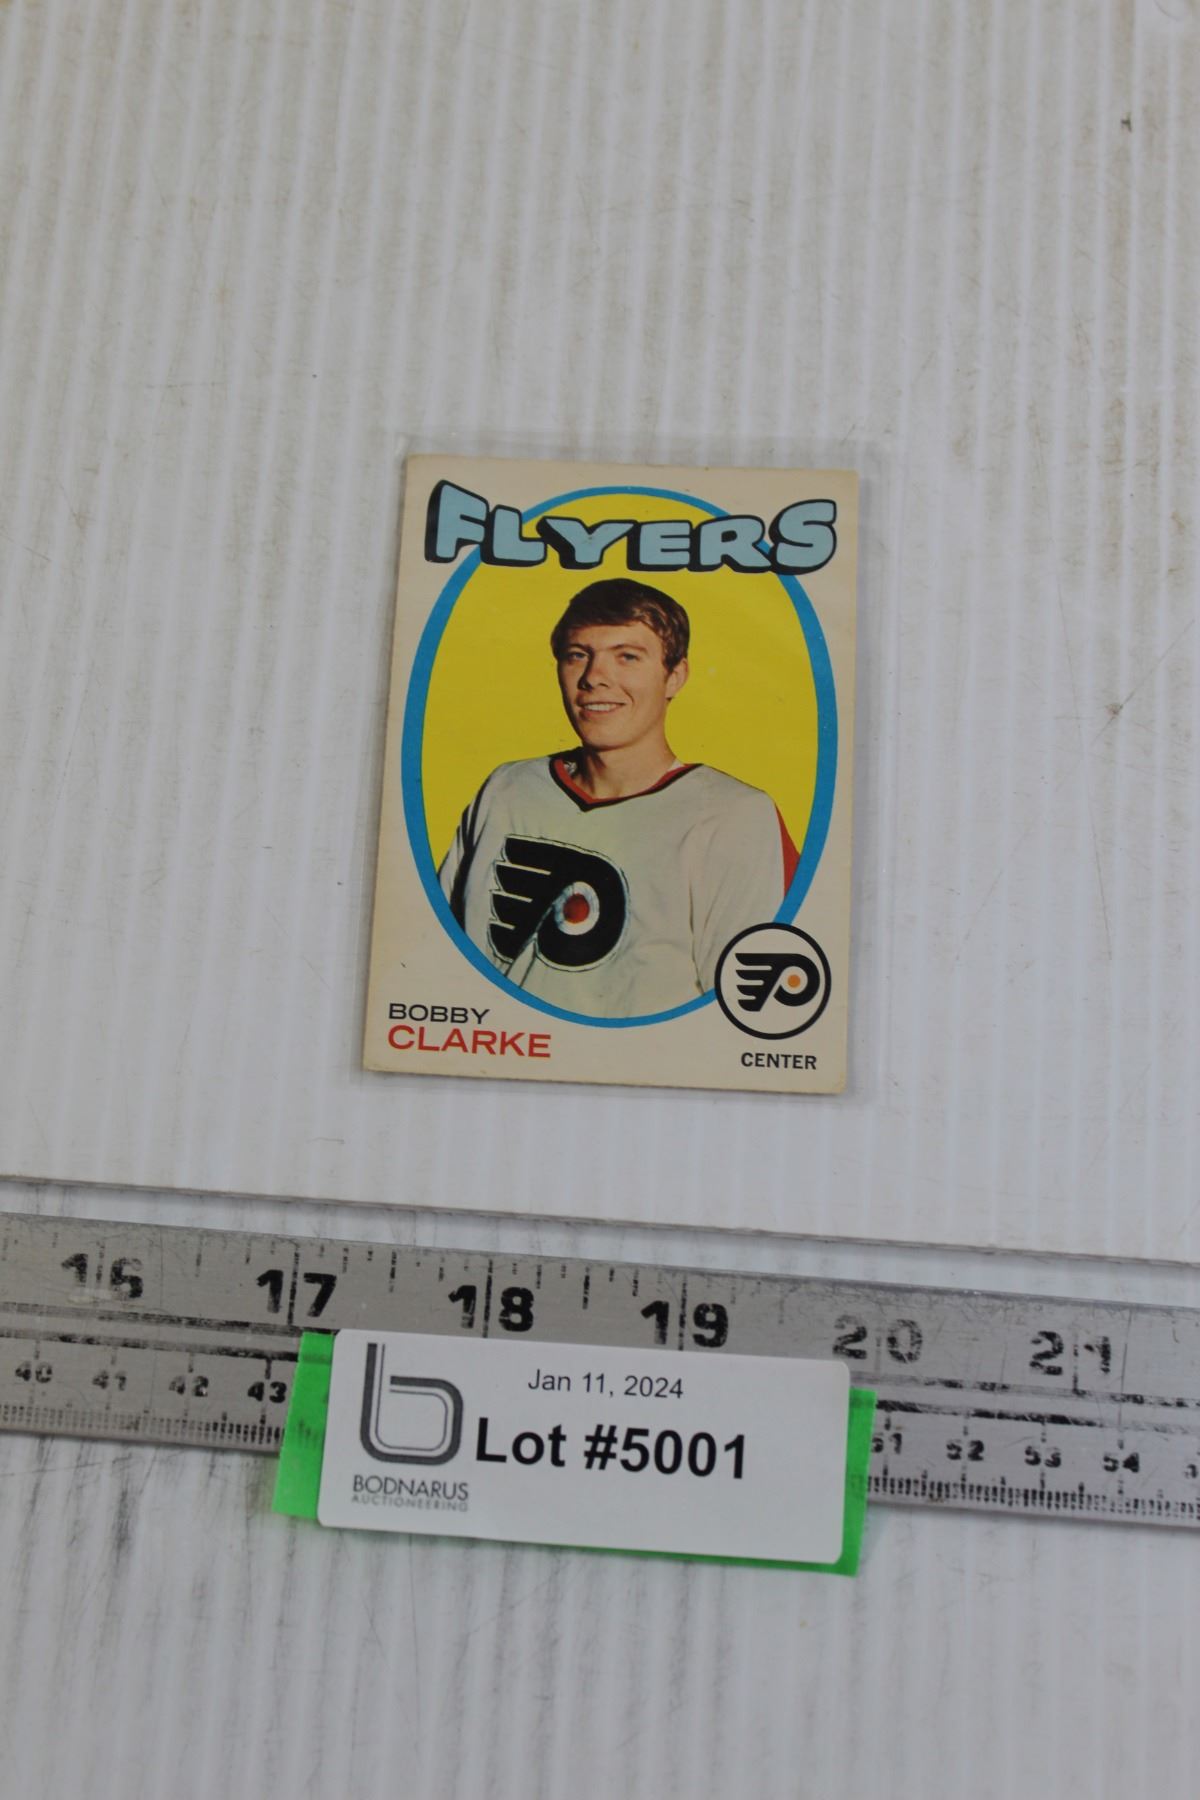 FLYERS
BOBBY
CLARKE
CENTER
16 17 18 19 20 21
40 41 42 43 51 52 53 54
Jan 11, 2024
Lot #5001
BODNARUS
AUCTIONEERING